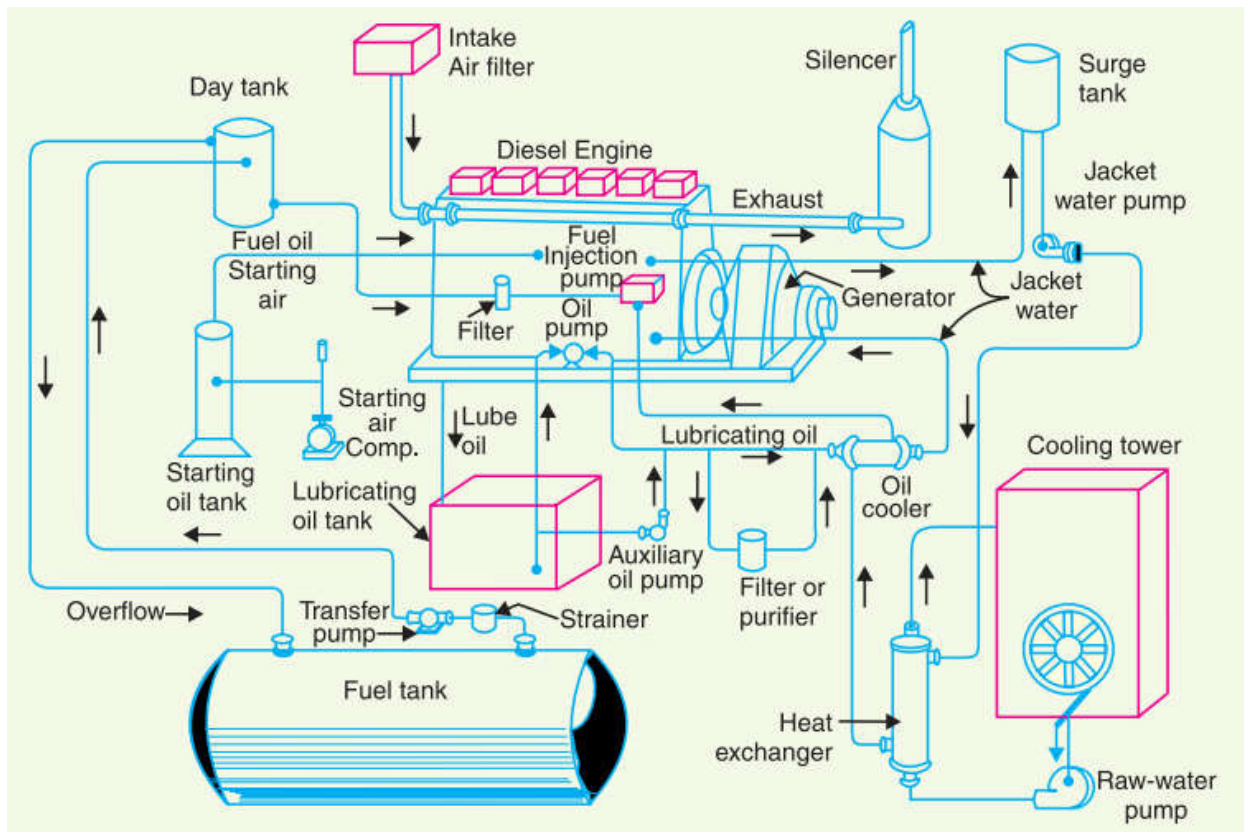 Intake
Air filter
Silencer
Surge
tank
Day tank
Diesel Engine
Jacket
water pump
Exhaust
Fuel oil
Starting
air
Fuel
Injection
pump
Generator
Jacket
water
Filter
Oil
pump
Starting
air
Comp.
Lube
oil
Lubricating oil
Cooling tower
Starting
oil tank
Lubricating
oil tank
Oil
cooler
Auxiliary
oil pump
Filter or
purifier
Overflow
Transfer
pump
Strainer
Fuel tank
Heat
exchanger
Raw-water
pump